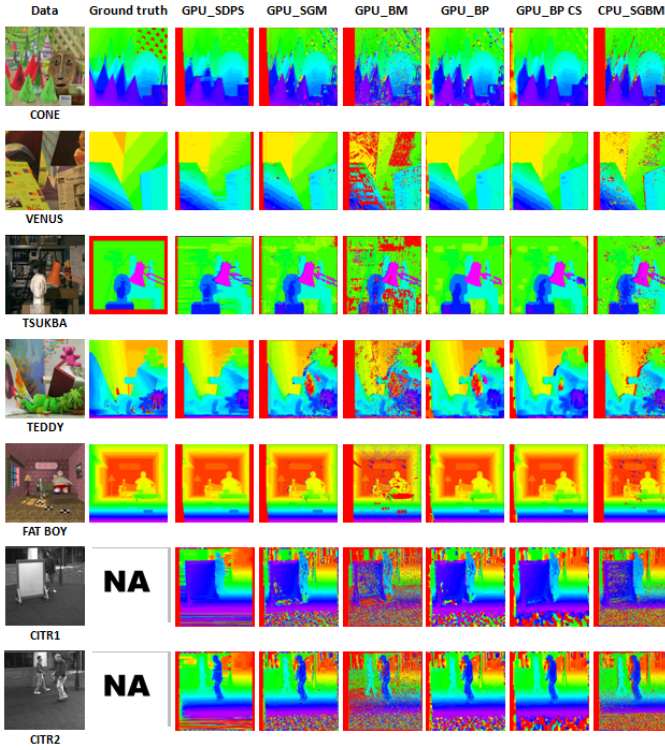 Data Ground truth GPU_SDPS GPU_SGM GPU_BM GPU_BP GPU_BP CS CPU_SGBM
CONE
VENUS
TSUKBA
TEDDY
FAT BOY
NA
CITR1
NA
CITR2